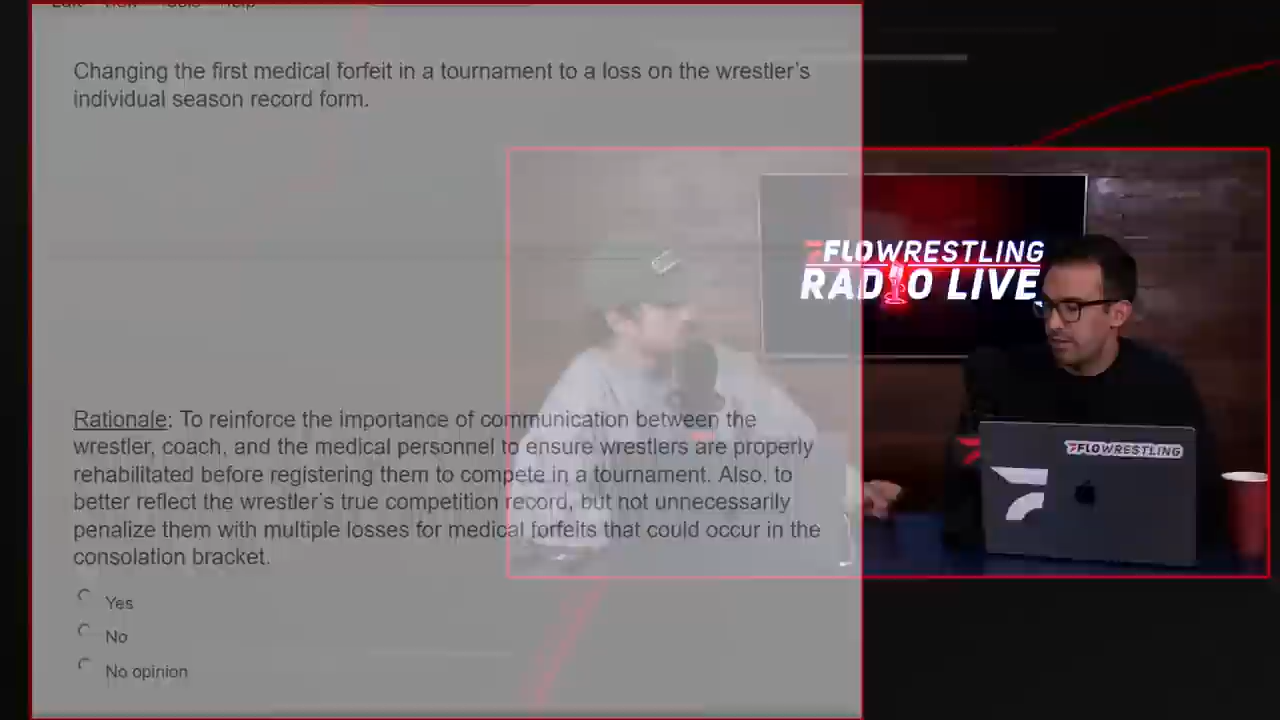 Changing the first medical forfeit in a tournament to a loss on the wrestler's
individual season record form.
FLOWRESTLING
RADIO LIVE
Rationale: To reinforce the importance of communication between the
wrestler, coach, and the medical personnel to ensure wrestlers are properly
rehabilitated before registering them to compete in a tournament. Also, to
better reflect the wrestler's true competition record, but not unnecessarily
penalize them with multiple losses for medical forfeits that could occur in the
consolation bracket.
FLOWRESTLING
Yes
No
No opinion